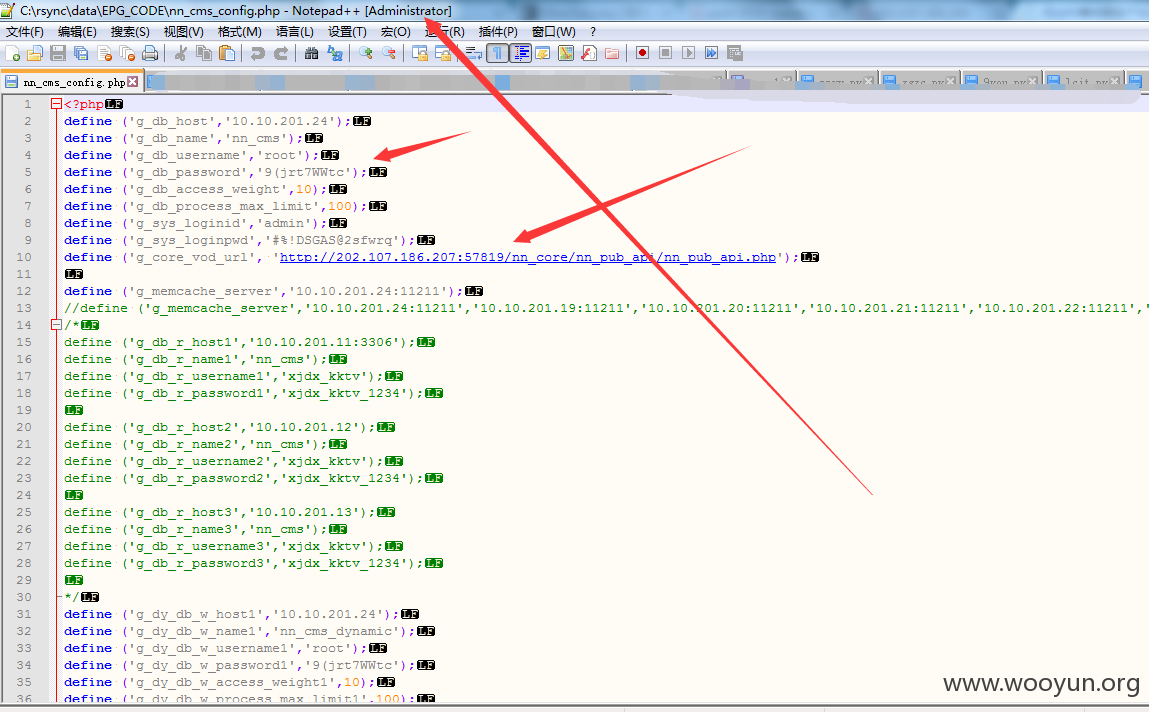 C:\rsync\data\EPG_CODE\nn_cms_config.php - Notepad++ [Administrator]
文件(F) 编辑(E) 搜索(S) 视图(V) 格式(M) 语言(L) 设置(T) 宏(O) 运行(R) 插件(P) 窗口(W) ?
nn_cms_config.php
1 <?phpLF
2 define ('g_db_host','10.10.201.24');LF
3 define ('g_db_name','nn_cms');LF
4 define ('g_db_username','root');LF
5 define ('g_db_password','9(jrt7WWtc');LF
6 define ('g_db_access_weight',10);LF
7 define ('g_db_process_max_limit',100);LF
8 define ('g_sys_loginid','admin');LF
9 define ('g_sys_loginpwd','#%!DSGAS@2sfwrq');LF
10 define ('g_core_vod_url', 'http://202.107.186.207:57819/nn_core/nn_pub_api/nn_pub_api.php');LF
11 LF
12 define ('g_memcache_server','10.10.201.24:11211');LF
13 //define ('g_memcache_server','10.10.201.24:11211','10.10.201.19:11211','10.10.201.20:11211','10.10.201.21:11211','10.10.201.22:11211','
14 /*LF
15 define ('g_db_r_host1','10.10.201.11:3306');LF
16 define ('g_db_r_name1','nn_cms');LF
17 define ('g_db_r_username1','xjdx_kktv');LF
18 define ('g_db_r_password1','xjdx_kktv_1234');LF
19 LF
20 define ('g_db_r_host2','10.10.201.12');LF
21 define ('g_db_r_name2','nn_cms');LF
22 define ('g_db_r_username2','xjdx_kktv');LF
23 define ('g_db_r_password2','xjdx_kktv_1234');LF
24 LF
25 define ('g_db_r_host3','10.10.201.13');LF
26 define ('g_db_r_name3','nn_cms');LF
27 define ('g_db_r_username3','xjdx_kktv');LF
28 define ('g_db_r_password3','xjdx_kktv_1234');LF
29 LF
30 */LF
31 define ('g_dy_db_w_host1','10.10.201.24');LF
32 define ('g_dy_db_w_name1','nn_cms_dynamic');LF
33 define ('g_dy_db_w_username1','root');LF
34 define ('g_dy_db_w_password1','9(jrt7WWtc');LF
35 define ('g_dy_db_w_access_weight1',10);LF
36 define ('g_dy_db_w_process_max_limit1',100);LF
www.wooyun.org